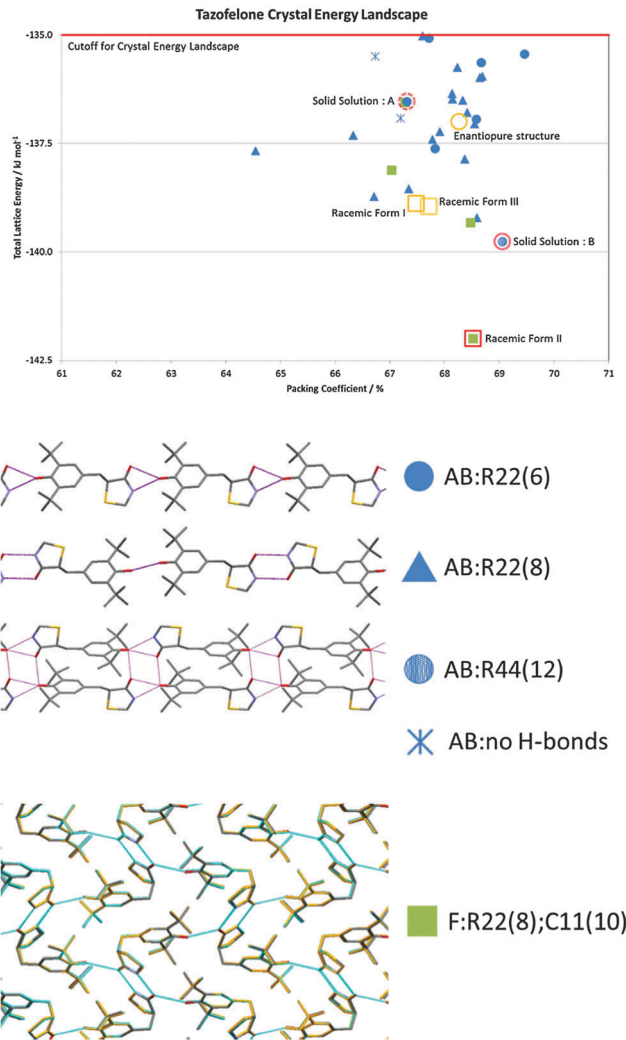 Tazofelone Crystal Energy Landscape
-135.0
Cutoff for Crystal Energy Landscape
Solid Solution : A
Enantiopure structure
-137.5
Total Lattice Energy / kJ mol⁻¹
Racemic Form I
Racemic Form III
Solid Solution : B
-140.0
Racemic Form II
-142.5
61 62 63 64 65 66 67 68 69 70 71
Packing Coefficient / %
AB:R22(6)
AB:R22(8)
AB:R44(12)
AB:no H-bonds
F:R22(8);C11(10)